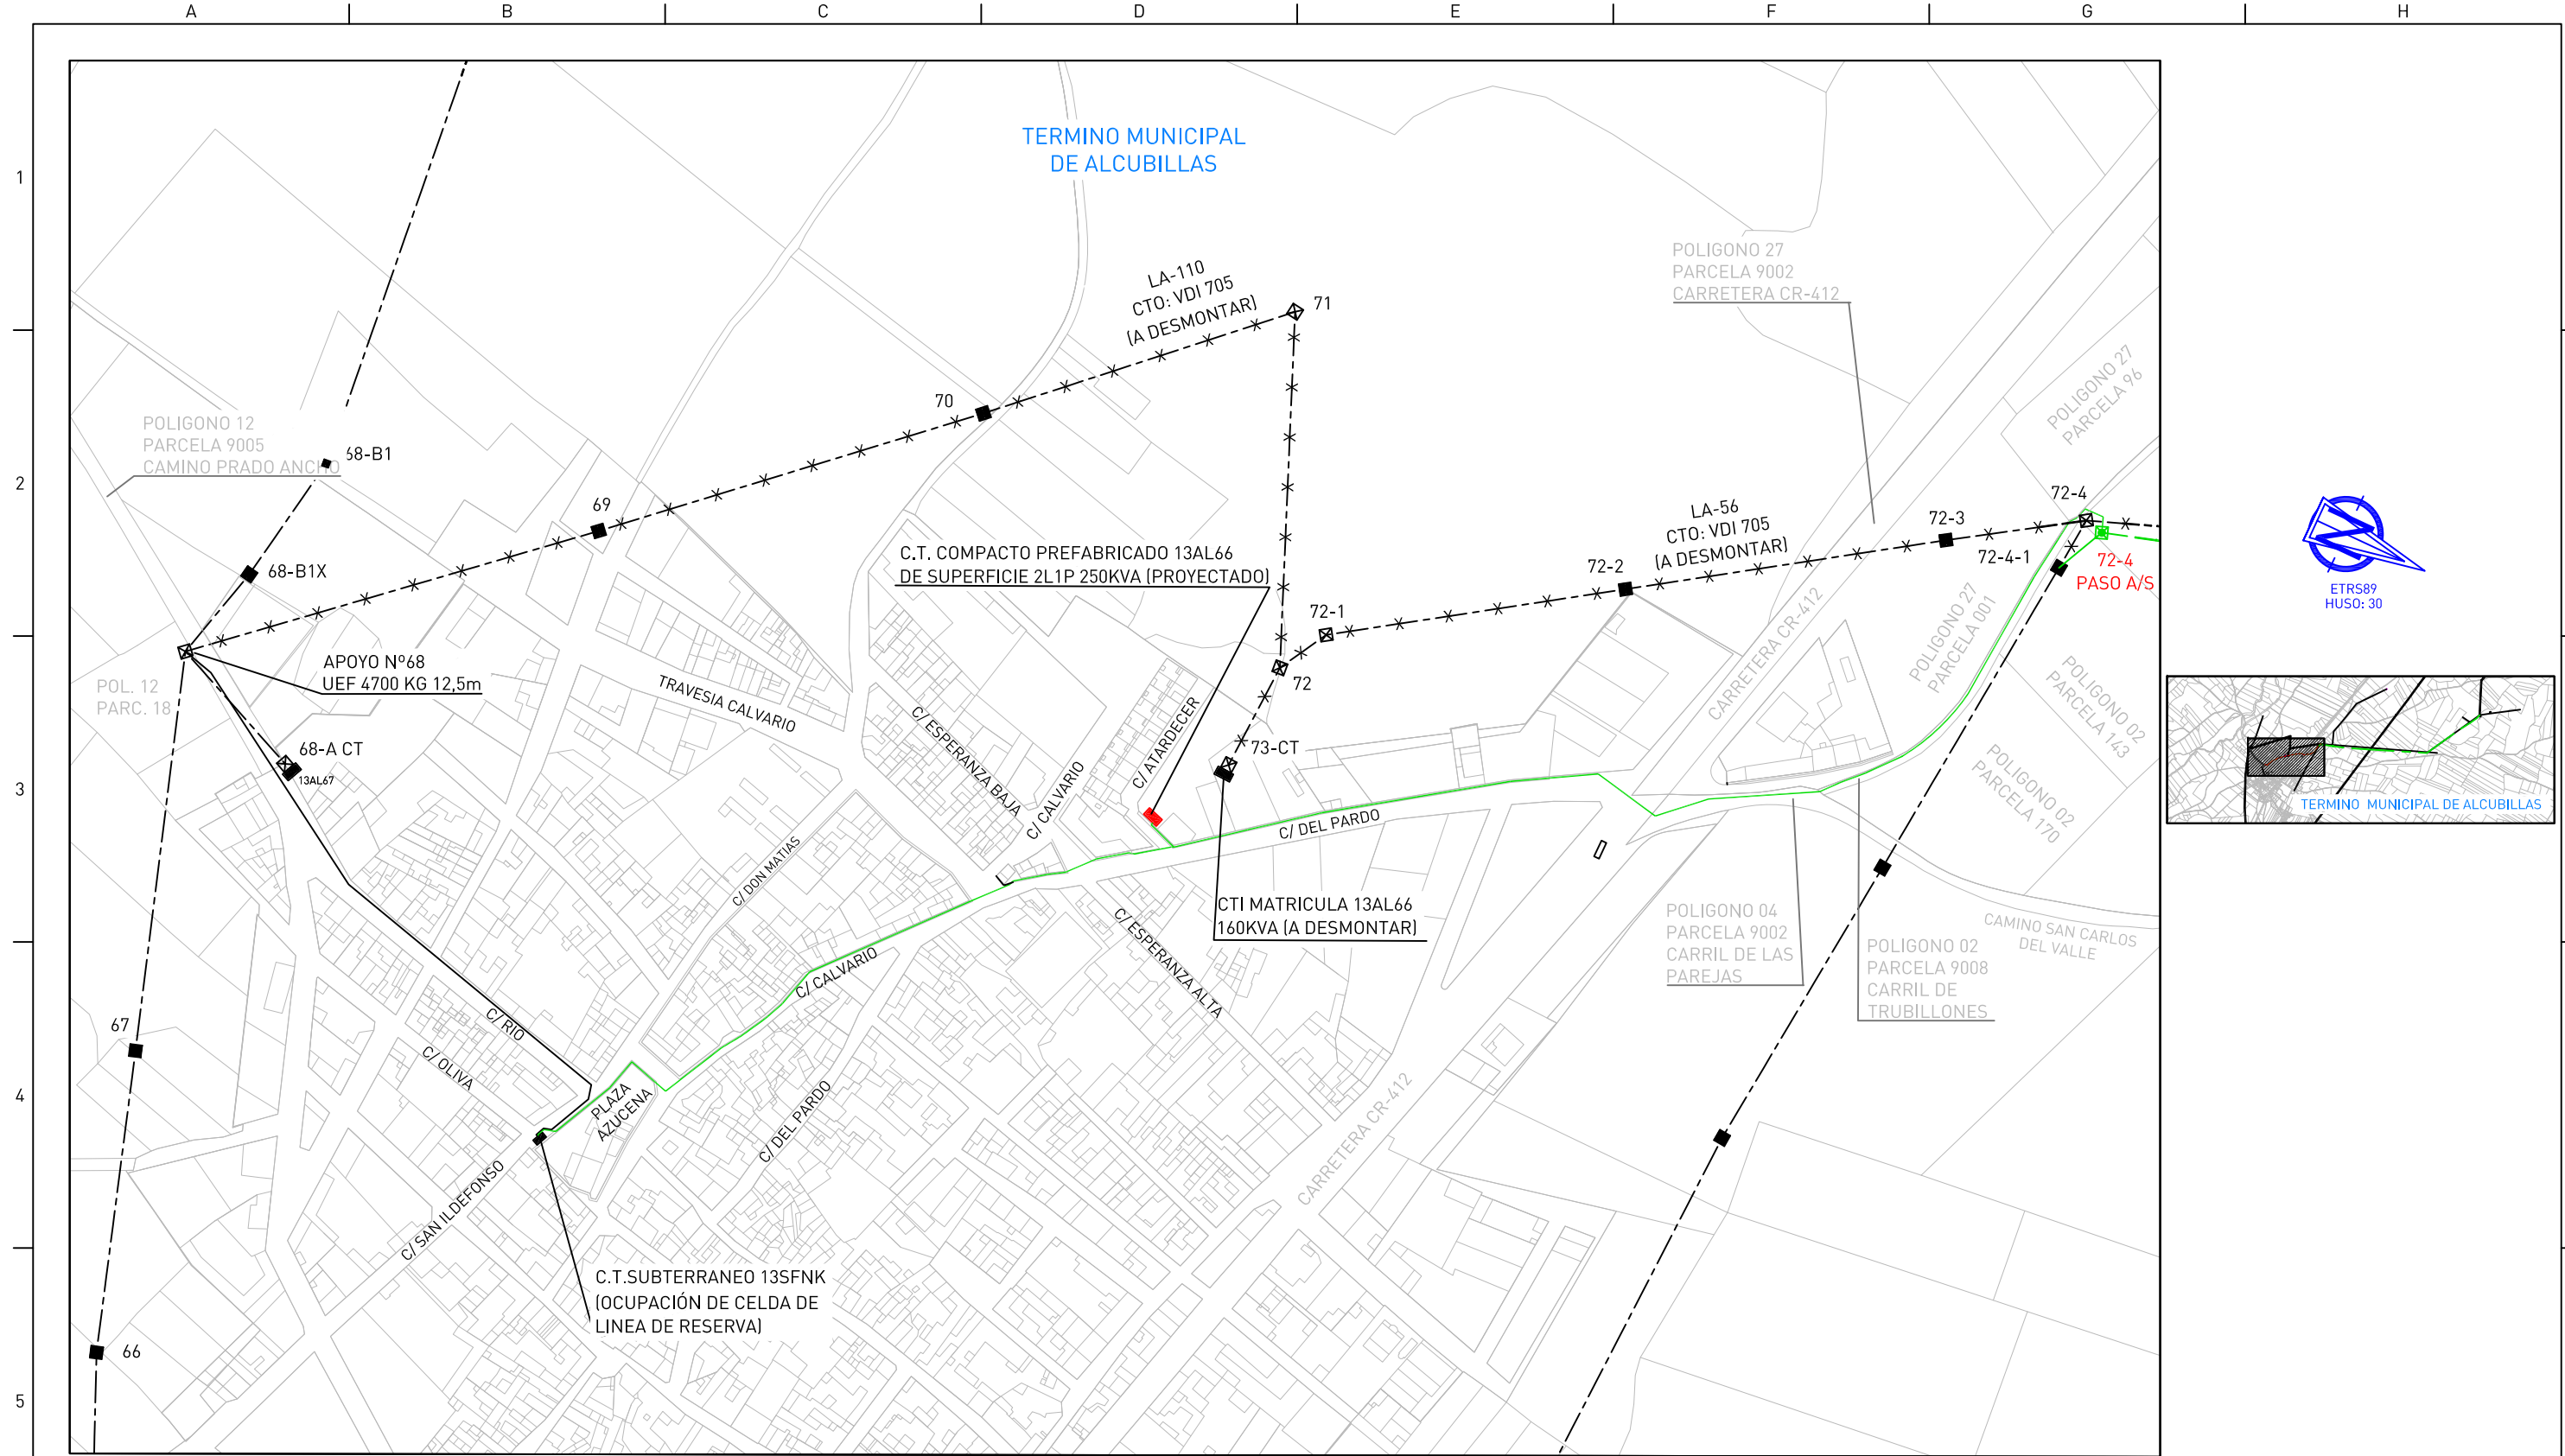 A
B
C
D
E
F
G
H
1
2
3
4
5
TERMINO MUNICIPAL
DE ALCUBILLAS
LA-110
CTO: VDI 705
(A DESMONTAR)
71
POLIGONO 27
PARCELA 9002
CARRETERA CR-412
POLIGONO 27
PARCELA 96
POLIGONO 12
PARCELA 9005
CAMINO PRADO ANCHO
68-B1
70
69
68-B1X
C.T. COMPACTO PREFABRICADO 13AL66
DE SUPERFICIE 2L1P 250KVA (PROYECTADO)
LA-56
CTO: VDI 705
(A DESMONTAR)
72-2
72-3
72-4
72-4-1
72-4
PASO A/S
ETRS89
HUSO: 30
72-1
72
APOYO Nº68
UEF 4700 KG 12,5m
POL. 12
PARC. 18
TRAVESIA CALVARIO
C/ ESPERANZA BAJA
C/ CALVARIO
C/ ATARDECER
CARRETERA CR-412
POLIGONO 27
PARCELA 001
POLIGONO 02
PARCELA 143
POLIGONO 02
PARCELA 170
68-A CT
13AL67
73-CT
C/ DEL PARDO
TERMINO MUNICIPAL DE ALCUBILLAS
C/ DON MATIAS
CTI MATRICULA 13AL66
160KVA (A DESMONTAR)
C/ ESPERANZA ALTA
POLIGONO 04
PARCELA 9002
CARRIL DE LAS
PAREJAS
POLIGONO 02
PARCELA 9008
CARRIL DE
TRUBILLONES
CAMINO SAN CARLOS
DEL VALLE
C/ CALVARIO
67
C/ RIO
C/ OLIVA
PLAZA
AZUCENA
C/ DEL PARDO
CARRETERA CR-412
C/ SAN ILDEFONSO
C.T.SUBTERRANEO 13SFNK
(OCUPACIÓN DE CELDA DE
LINEA DE RESERVA)
66